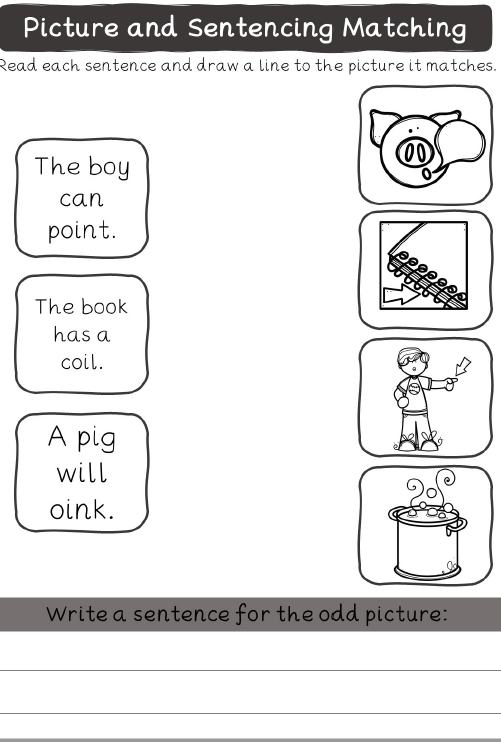 Picture and Sentencing Matching
Read each sentence and draw a line to the picture it matches.
The boy
can
point.
The book
has a
coil.
A pig
will
oink.
Write a sentence for the odd picture: